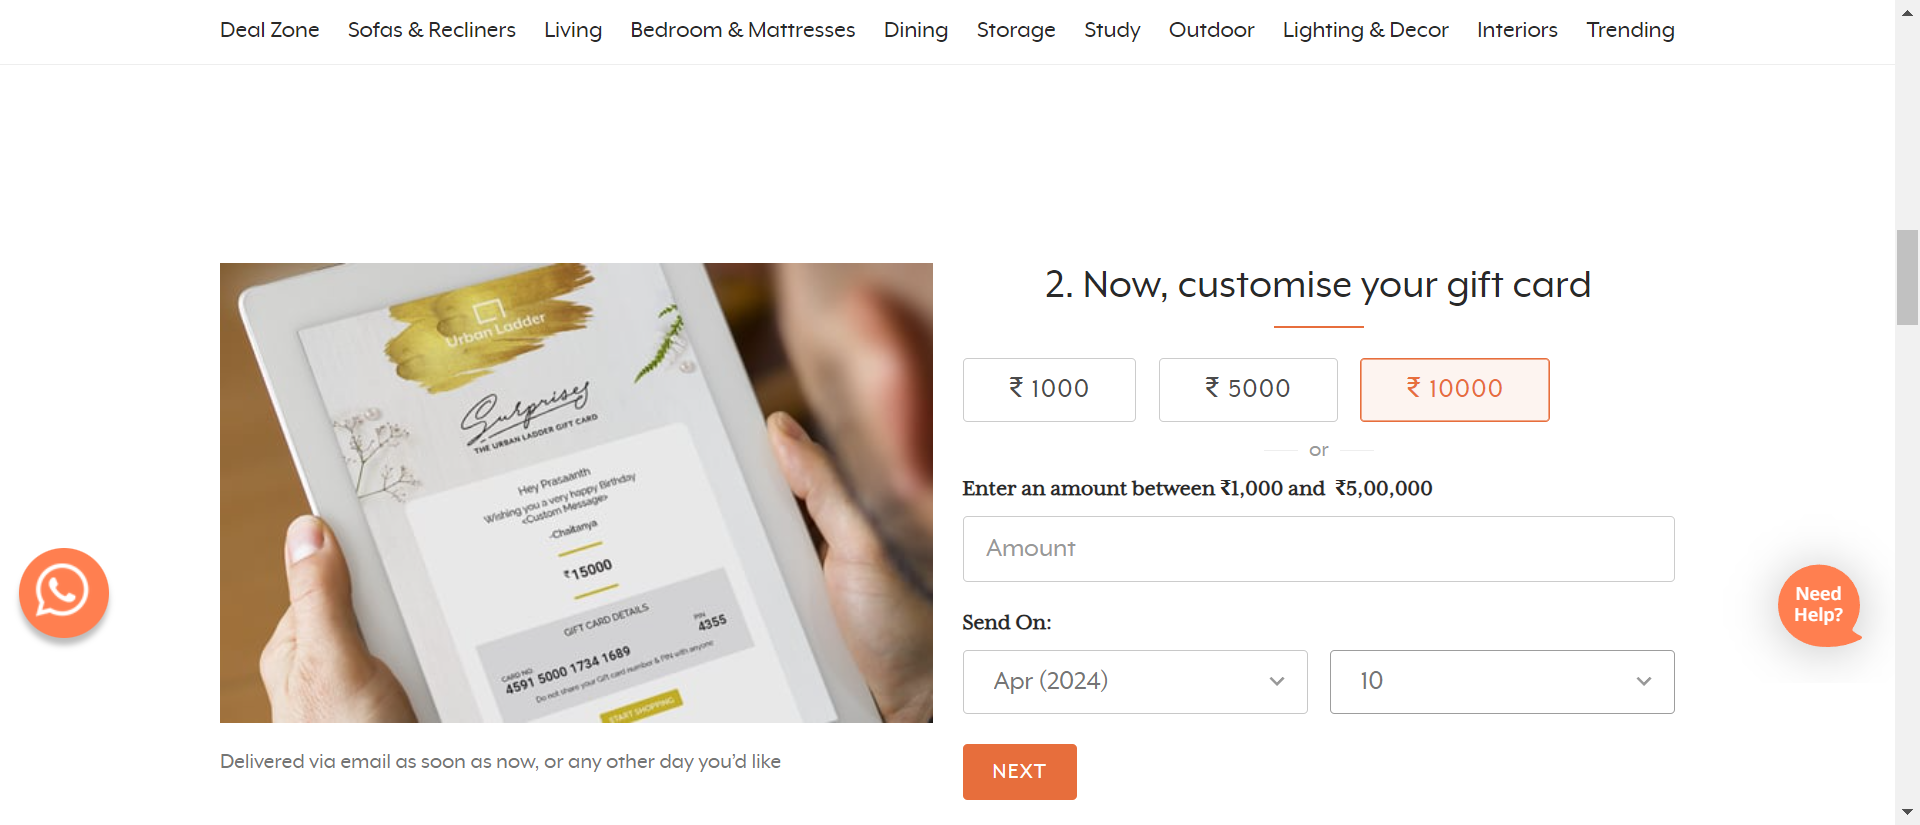 Deal Zone Sofas & Recliners Living Bedroom & Mattresses Dining Storage Study Outdoor Lighting & Decor Interiors Trending
Urban Ladder
Surprises
THE URBAN LADDER GIFT CARD
Hey Prasaanth
Wishing you a very happy Birthday
<Custom Message>
-Chaitanya
₹15000
GIFT CARD DETAILS
CARD NO.
4591 5000 1734 1689
PIN
4355
Do not share your Gift card number & PIN with anyone
START SHOPPING
Delivered via email as soon as now, or any other day you’d like
2. Now, customise your gift card
₹ 1000 ₹ 5000 ₹ 10000
or
Enter an amount between ₹1,000 and ₹5,00,000
Amount
Send On:
Apr (2024) 10
NEXT
Need
Help?